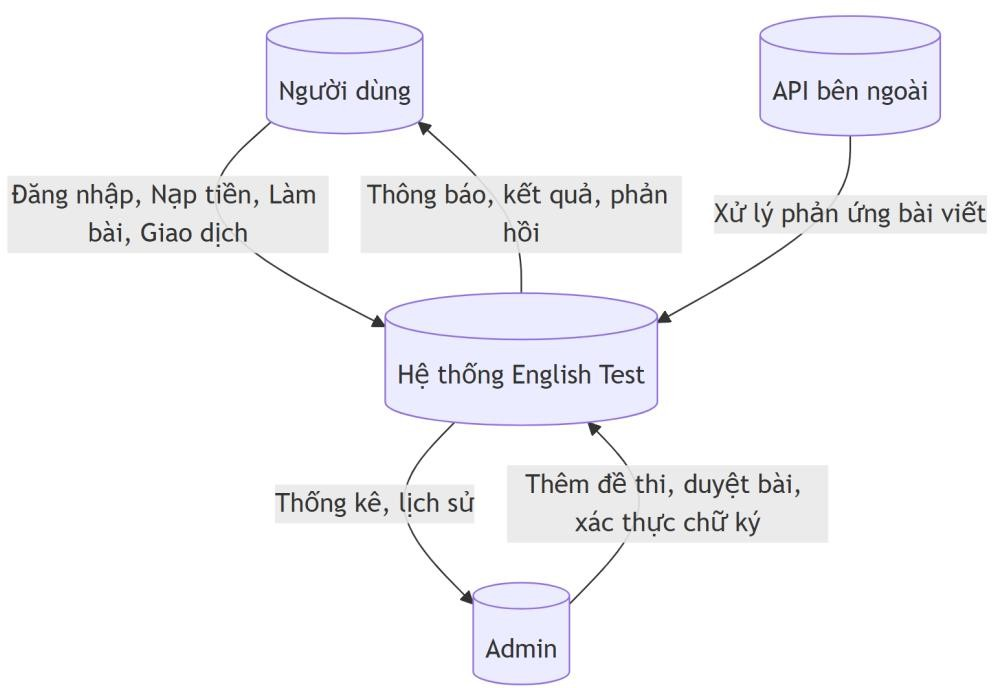 Người dùng
API bên ngoài
Đăng nhập, Nạp tiền, Làm
bài, Giao dịch
Thông báo, kết quả, phản
hồi
Xử lý phản ứng bài viết
Hệ thống English Test
Thống kê, lịch sử
Thêm đề thi, duyệt bài,
xác thực chữ ký
Admin